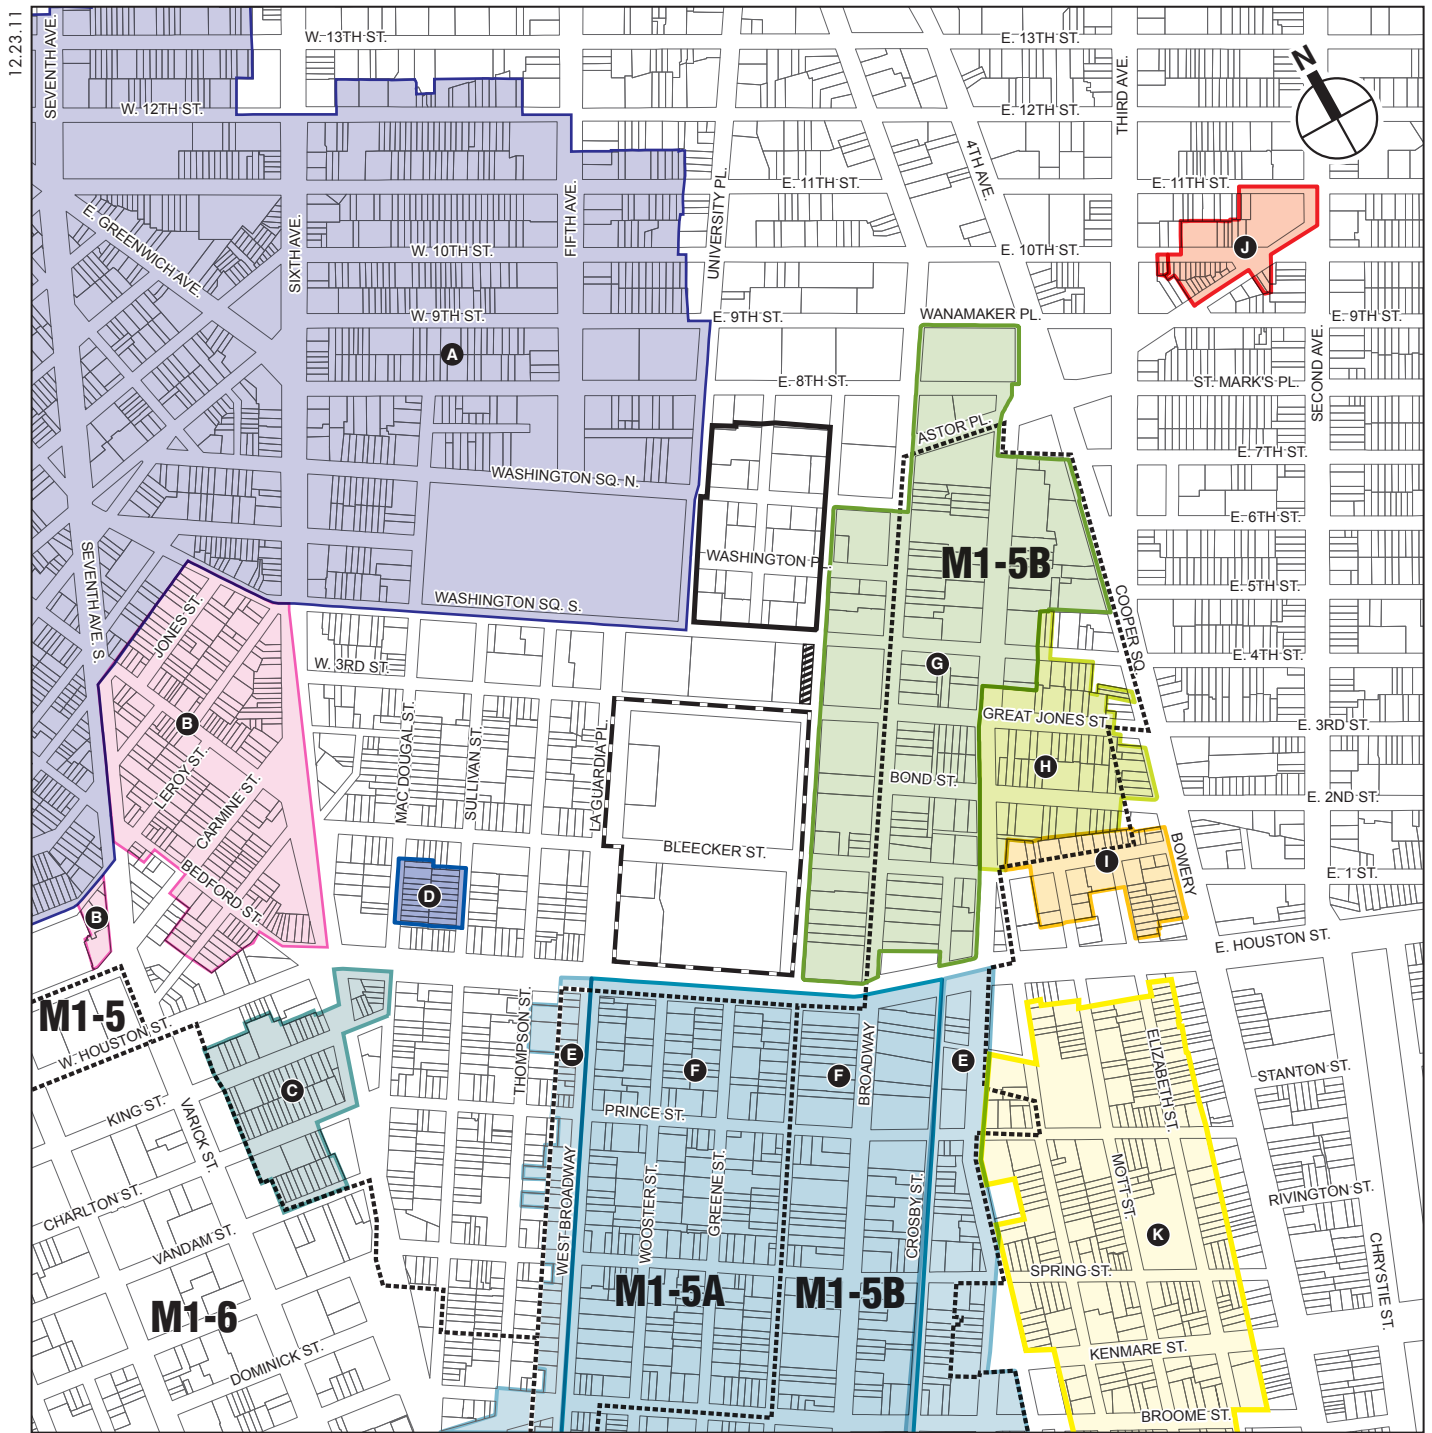 12.23.11
SEVENTH AVE.
W. 13TH ST.
E. 13TH ST.
N
W. 12TH ST.
E. 12TH ST.
THIRD AVE.
4TH AVE.
E. 11TH ST.
E. 11TH ST.
UNIVERSITY PL.
E. GREENWICH AVE.
SIXTH AVE.
FIFTH AVE.
W. 10TH ST.
E. 10TH ST.
J
W. 9TH ST.
E. 9TH ST.
WANAMAKER PL.
E. 9TH ST.
A
E. 8TH ST.
ST. MARK'S PL.
SECOND AVE.
ASTOR PL.
E. 7TH ST.
WASHINGTON SQ. N.
E. 6TH ST.
WASHINGTON PL.
M1-5B
SEVENTH AVE. S.
JONES ST.
WASHINGTON SQ. S.
E. 5TH ST.
COOPER SQ.
W. 3RD ST.
G
E. 4TH ST.
B
MAC DOUGAL ST.
SULLIVAN ST.
LA GUARDIA PL.
GREAT JONES ST.
E. 3RD ST.
LEROY ST.
CARMINE ST.
BOND ST.
H
E. 2ND ST.
BLEECKER ST.
BEDFORD ST.
D
I
BOWERY
E. 1 ST.
B
E. HOUSTON ST.
M1-5
W. HOUSTON ST.
THOMPSON ST.
E
F
F
BROADWAY
E
ELIZABETH ST.
STANTON ST.
C
KING ST.
VARICK ST.
PRINCE ST.
CHARLTON ST.
VANDAM ST.
WEST BROADWAY
WOOSTER ST.
GREENE ST.
CROSBY ST.
MOTT ST.
RIVINGTON ST.
K
CHRYSTIE ST.
SPRING ST.
M1-6
M1-5A
M1-5B
DOMINICK ST.
KENMARE ST.
BROOME ST.